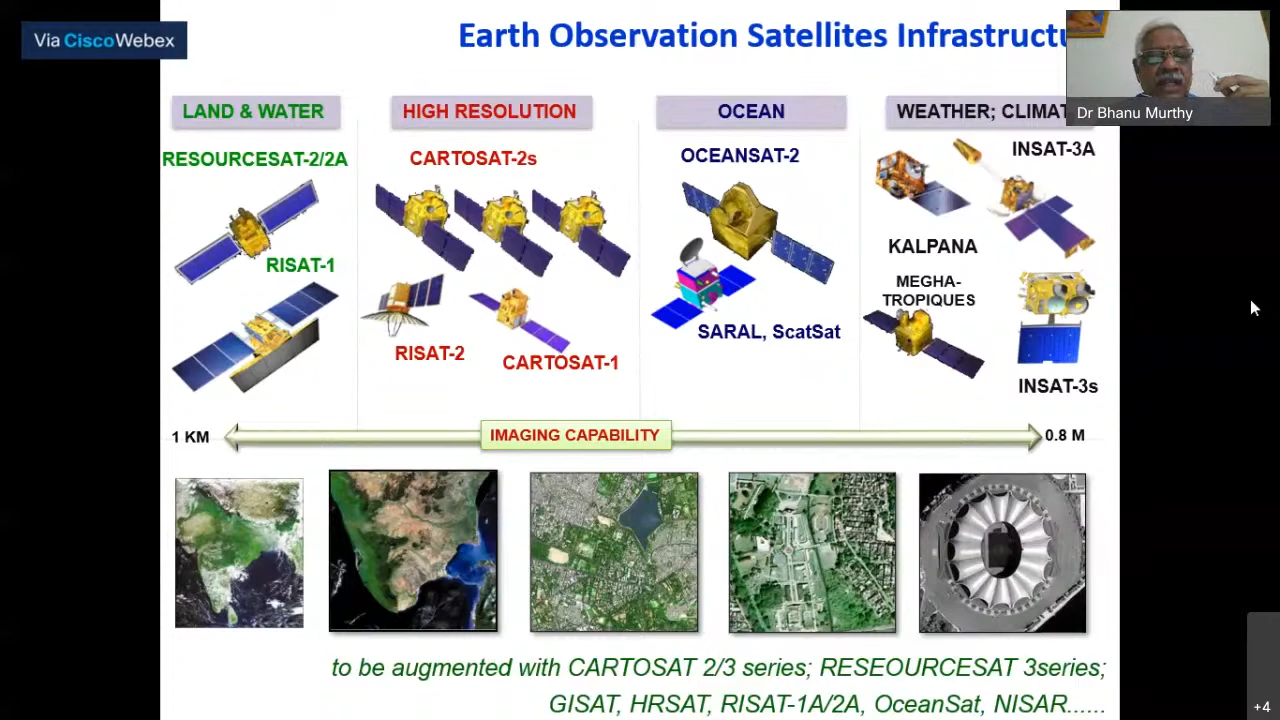 Via CiscoWebex
Earth Observation Satellites Infrastructu
Dr Bhanu Murthy
LAND & WATER
HIGH RESOLUTION
OCEAN
WEATHER; CLIMAT
RESOURCESAT-2/2A
CARTOSAT-2s
OCEANSAT-2
INSAT-3A
RISAT-1
KALPANA
MEGHA-
TROPIQUES
RISAT-2
CARTOSAT-1
SARAL, ScatSat
INSAT-3s
1 KM
IMAGING CAPABILITY
0.8 M
to be augmented with CARTOSAT 2/3 series; RESEOURCESAT 3series;
GISAT, HRSAT, RISAT-1A/2A, OceanSat, NISAR......
+4